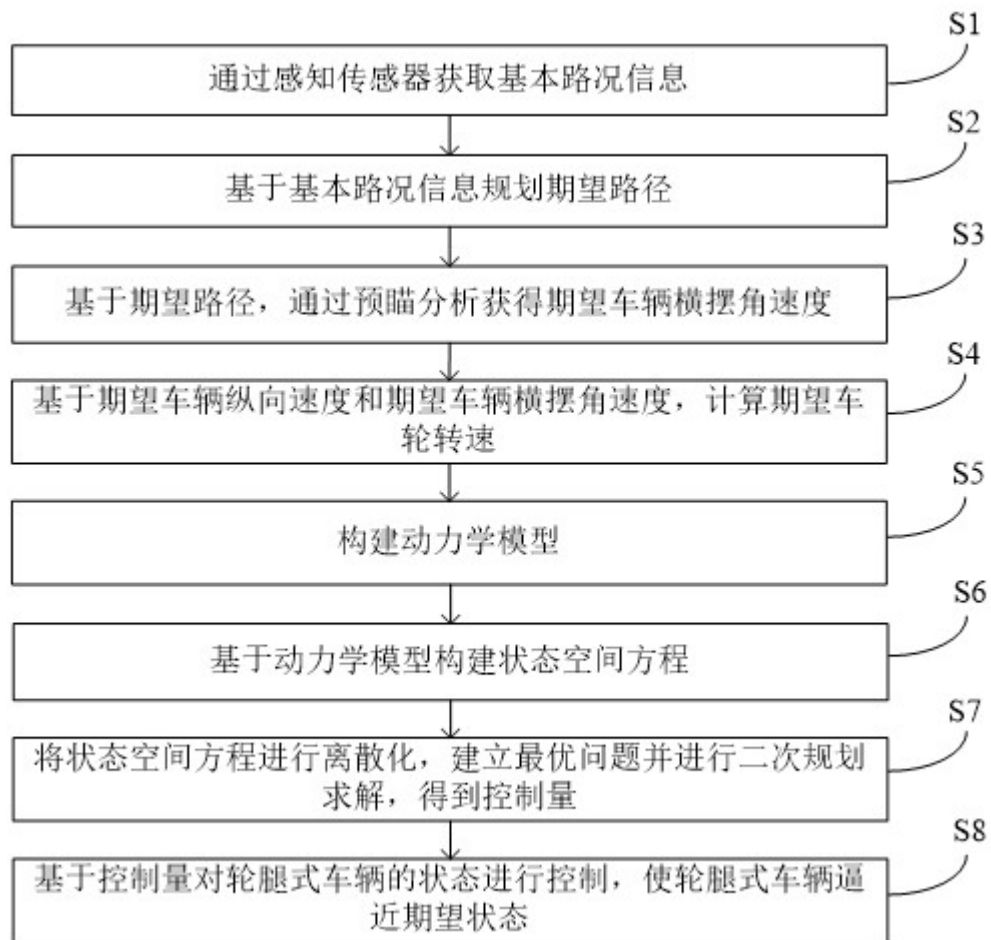 S1
通过感知传感器获取基本路况信息
S2
基于基本路况信息规划期望路径
S3
基于期望路径，通过预瞄分析获得期望车辆横摆角速度
S4
基于期望车辆纵向速度和期望车辆横摆角速度，计算期望车
轮转速
S5
构建动力学模型
S6
基于动力学模型构建状态空间方程
S7
将状态空间方程进行离散化，建立最优问题并进行二次规划
求解，得到控制量
S8
基于控制量对轮腿式车辆的状态进行控制，使轮腿式车辆逼
近期望状态